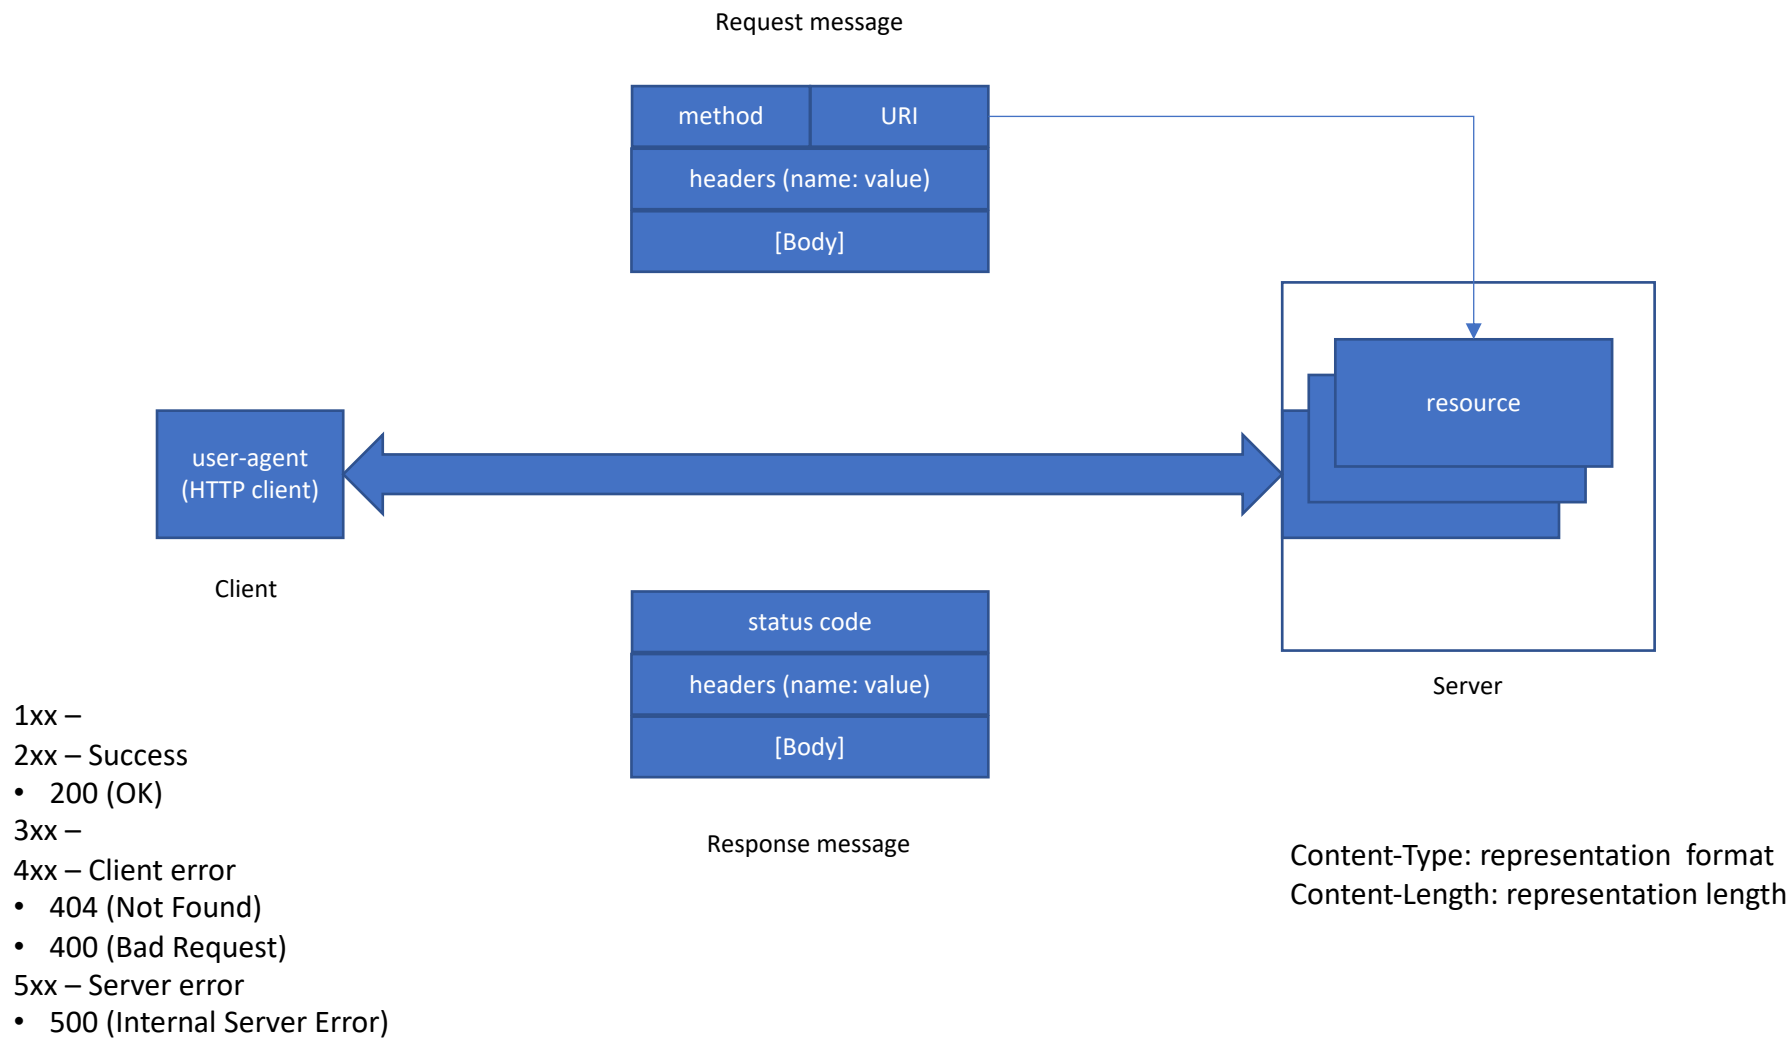 Request message
method
URI
headers (name: value)
[Body]
resource
user-agent
(HTTP client)
Client
status code
headers (name: value)
[Body]
Server
Response message
1xx –
2xx – Success
• 200 (OK)
3xx –
4xx – Client error
• 404 (Not Found)
• 400 (Bad Request)
5xx – Server error
• 500 (Internal Server Error)
Content-Type: representation  format
Content-Length: representation length